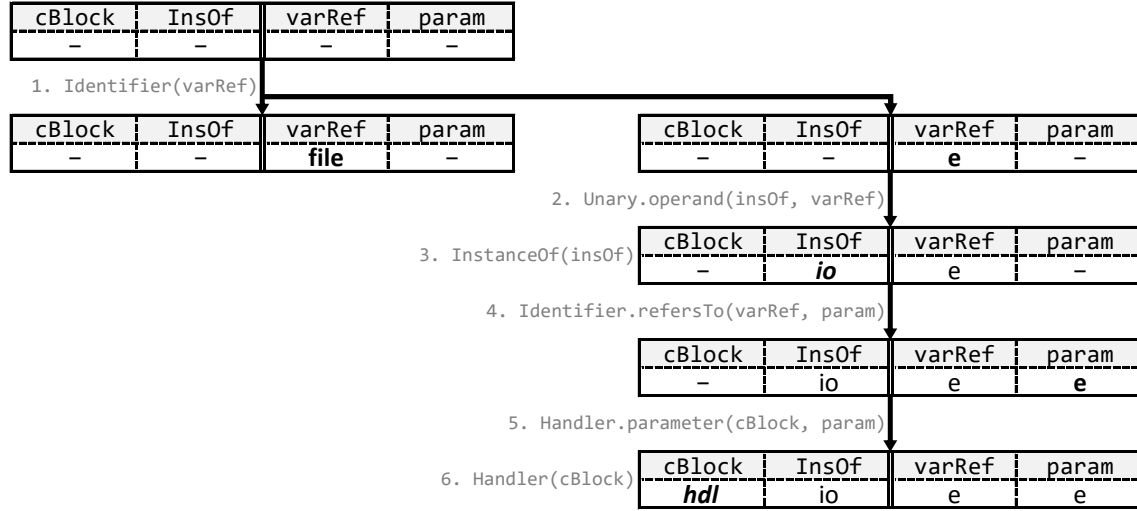 cBlock InsOf varRef param
– – – –
1. Identifier(varRef)
cBlock InsOf varRef param cBlock InsOf varRef param
– – file – – – e –
2. Unary.operand(insOf, varRef)
3. InstanceOf(insOf) cBlock InsOf varRef param
– io e –
4. Identifier.refersTo(varRef, param)
cBlock InsOf varRef param
– io e e
5. Handler.parameter(cBlock, param)
6. Handler(cBlock) cBlock InsOf varRef param
hdl io e e